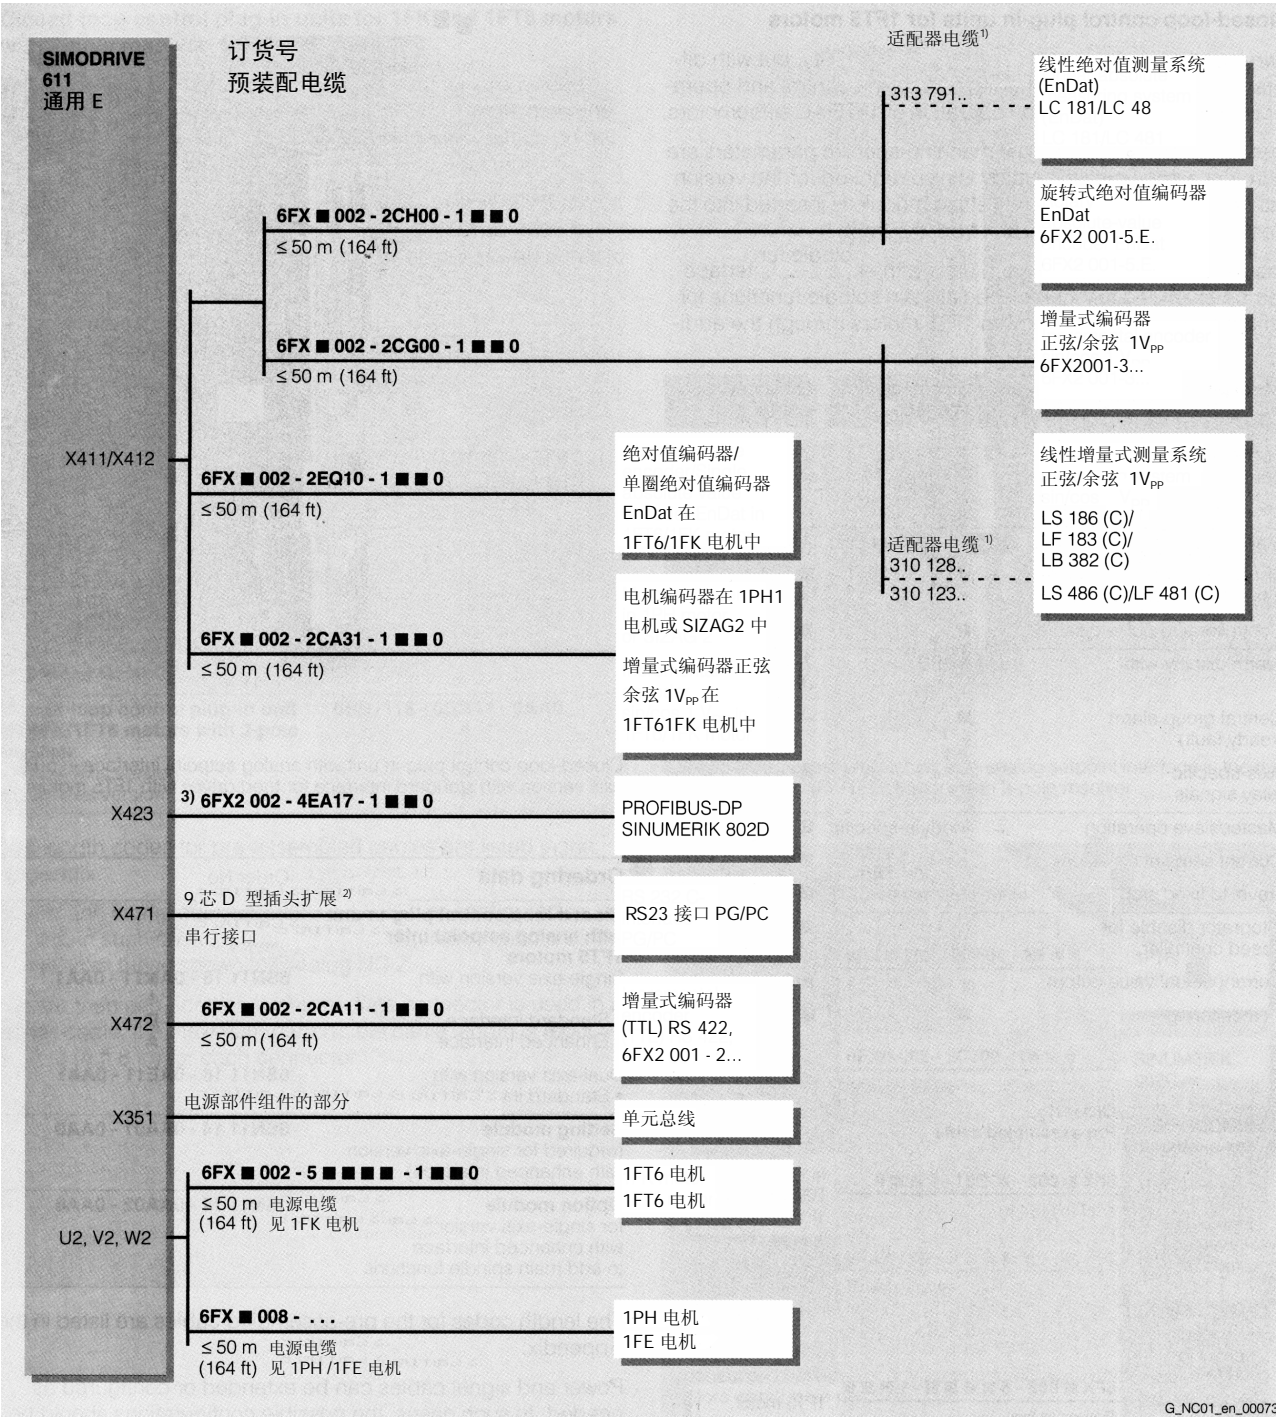 SIMODRIVE
611
通用 E
订货号
预装配电缆
适配器电缆 1)
313 791..
线性绝对值测量系统
(EnDat)
LC 181/LC 48
6FX ■ 002 - 2CH00 - 1 ■ ■ 0
≤ 50 m (164 ft)
旋转式绝对值编码器
EnDat
6FX2 001-5.E.
6FX ■ 002 - 2CG00 - 1 ■ ■ 0
≤ 50 m (164 ft)
增量式编码器
正弦/余弦 1Vpp
6FX2001-3...
X411/X412
6FX ■ 002 - 2EQ10 - 1 ■ ■ 0
≤ 50 m (164 ft)
绝对值编码器/
单圈绝对值编码器
EnDat 在
1FT6/1FK 电机中
适配器电缆 1)
310 128..
310 123..
线性增量式测量系统
正弦/余弦 1Vpp
LS 186 (C)/
LF 183 (C)/
LB 382 (C)
LS 486 (C)/LF 481 (C)
6FX ■ 002 - 2CA31 - 1 ■ ■ 0
≤ 50 m (164 ft)
电机编码器在 1PH1
电机或 SIZAG2 中
增量式编码器正弦
余弦 1Vpp 在
1FT61FK 电机中
X423
3) 6FX2 002 - 4EA17 - 1 ■ ■ 0
PROFIBUS-DP
SINUMERIK 802D
X471
9 芯 D 型插头扩展 2)
串行接口
RS23 接口 PG/PC
X472
6FX ■ 002 - 2CA11 - 1 ■ ■ 0
≤ 50 m (164 ft)
增量式编码器
(TTL) RS 422,
6FX2 001 - 2...
X351
电源部件组件的部分
单元总线
U2, V2, W2
6FX ■ 002 - 5 ■ ■ ■ ■ - 1 ■ ■ 0
≤ 50 m 电源电缆
(164 ft) 见 1FK 电机
1FT6 电机
1FT6 电机
6FX ■ 008 - ...
≤ 50 m 电源电缆
(164 ft) 见 1PH /1FE 电机
1PH 电机
1FE 电机
G_NC01_en_00073